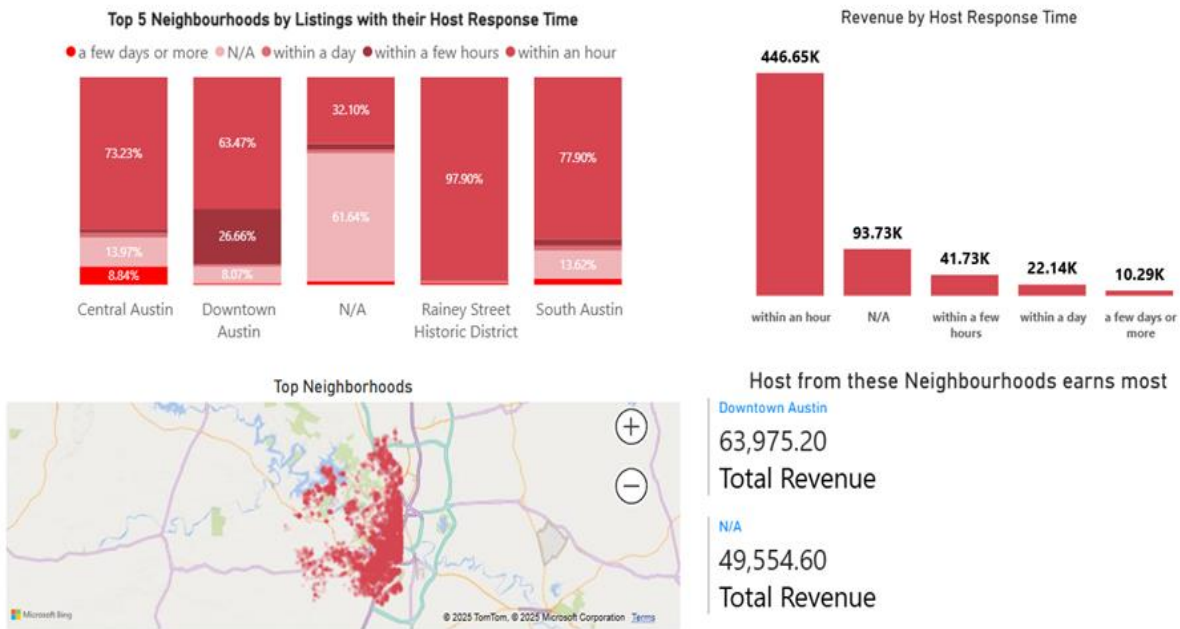 Top 5 Neighbourhoods by Listings with their Host Response Time
a few days or more N/A within a day within a few hours within an hour
73.23%
13.97%
8.84%
63.47%
26.66%
8.07%
32.10%
61.64%
97.90%
77.90%
13.62%
Central Austin
Downtown
Austin
N/A
Rainey Street
Historic District
South Austin
Revenue by Host Response Time
446.65K
93.73K
41.73K
22.14K
10.29K
within an hour
N/A
within a few
hours
within a day
a few days or
more
Top Neighborhoods
Microsoft Bing
© 2025 TomTom, © 2025 Microsoft Corporation Terms
Host from these Neighbourhoods earns most
Downtown Austin
63,975.20
Total Revenue
N/A
49,554.60
Total Revenue